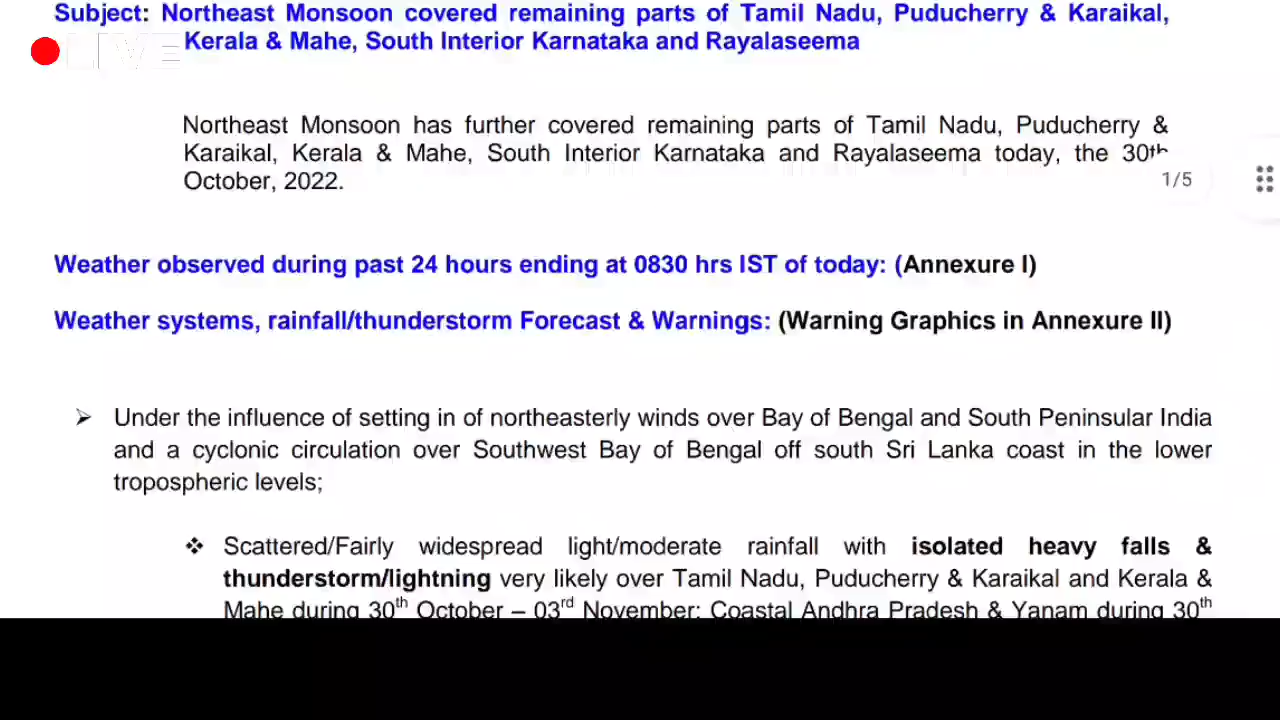 Subject: Northeast Monsoon covered remaining parts of Tamil Nadu, Puducherry & Karaikal,
LIVE
Kerala & Mahe, South Interior Karnataka and Rayalaseema
Northeast Monsoon has further covered remaining parts of Tamil Nadu, Puducherry &
Karaikal, Kerala & Mahe, South Interior Karnataka and Rayalaseema today, the 30th
October, 2022.
1/5
Weather observed during past 24 hours ending at 0830 hrs IST of today: (Annexure I)
Weather systems, rainfall/thunderstorm Forecast & Warnings: (Warning Graphics in Annexure II)
➢ Under the influence of setting in of northeasterly winds over Bay of Bengal and South Peninsular India
and a cyclonic circulation over Southwest Bay of Bengal off south Sri Lanka coast in the lower
tropospheric levels;
❖ Scattered/Fairly widespread light/moderate rainfall with isolated heavy falls &
thunderstorm/lightning very likely over Tamil Nadu, Puducherry & Karaikal and Kerala &
Mahe during 30th October – 03rd November; Coastal Andhra Pradesh & Yanam during 30th